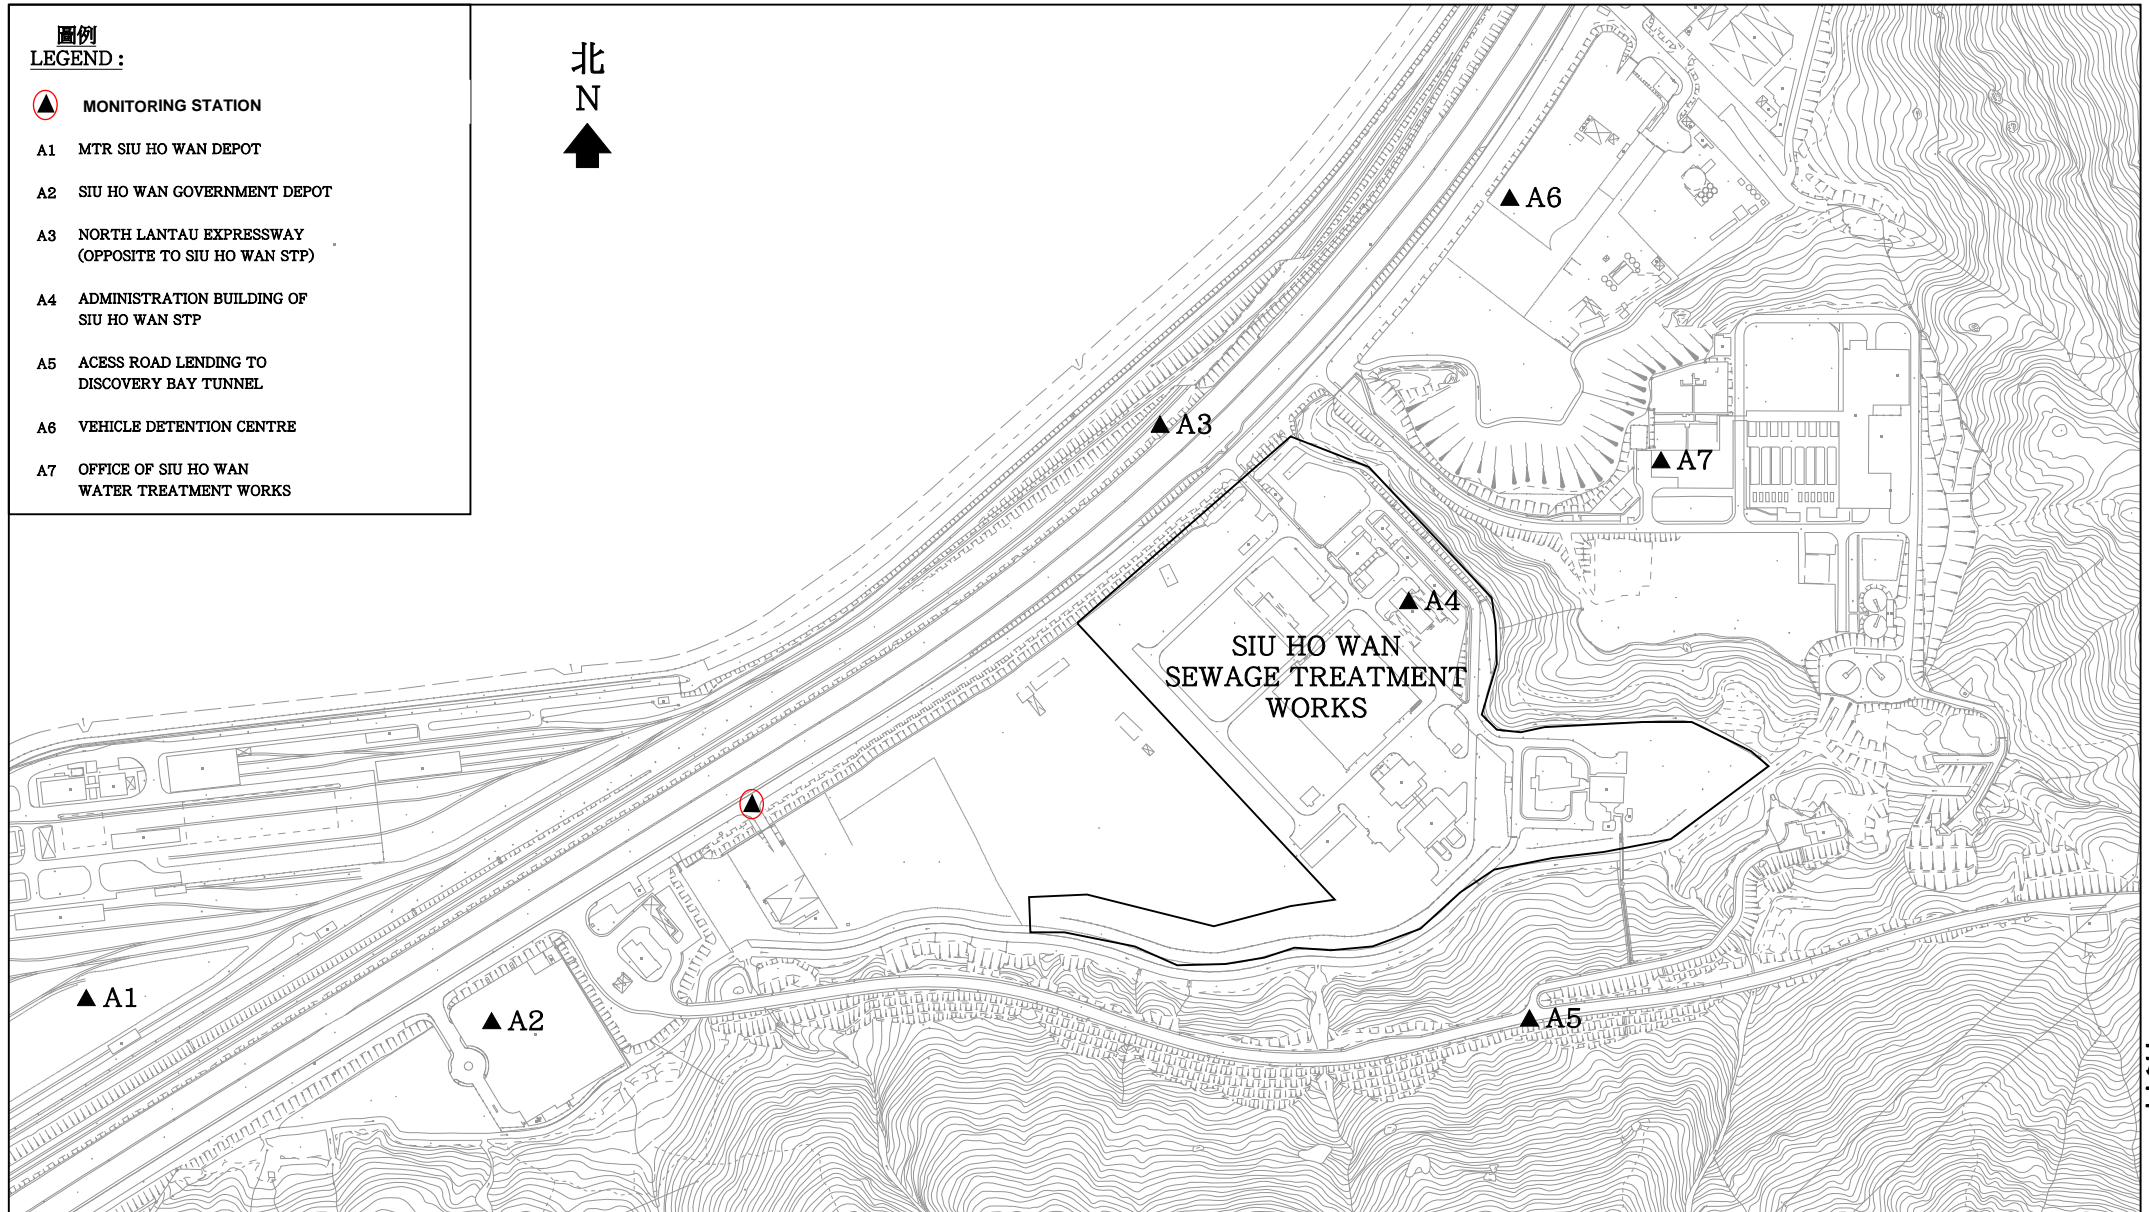 圖例
LEGEND :
MONITORING STATION
A1 MTR SIU HO WAN DEPOT
A2 SIU HO WAN GOVERNMENT DEPOT
A3 NORTH LANTAU EXPRESSWAY
(OPPOSITE TO SIU HO WAN STP)
A4 ADMINISTRATION BUILDING OF
SIU HO WAN STP
A5 ACESS ROAD LENDING TO
DISCOVERY BAY TUNNEL
A6 VEHICLE DETENTION CENTRE
A7 OFFICE OF SIU HO WAN
WATER TREATMENT WORKS
北
N
A6
A3
A7
A4
SIU HO WAN
SEWAGE TREATMENT
WORKS
A1
A2
A5